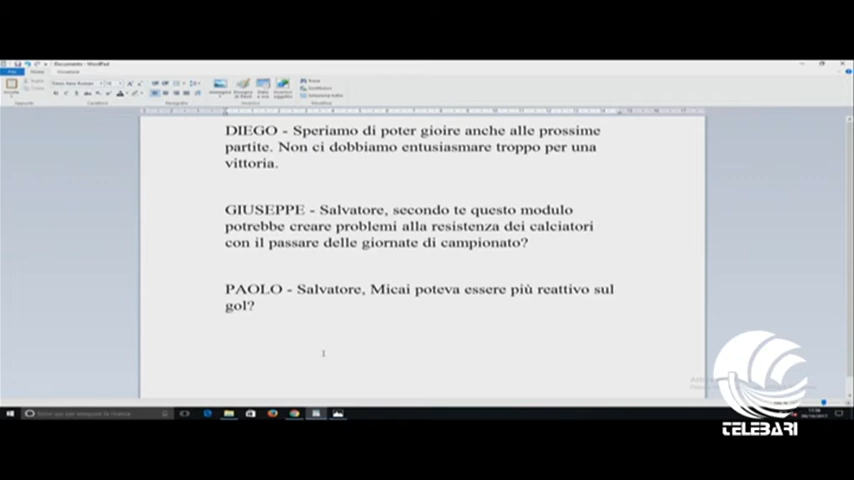 Documento - WordPad
DIEGO - Speriamo di poter gioire anche alle prossime
partite. Non ci dobbiamo entusiasmare troppo per una
vittoria.
GIUSEPPE - Salvatore, secondo te questo modulo
potrebbe creare problemi alla resistenza dei calciatori
con il passare delle giornate di campionato?
PAOLO - Salvatore, Micai poteva essere più reattivo sul
gol?
TELEBARI